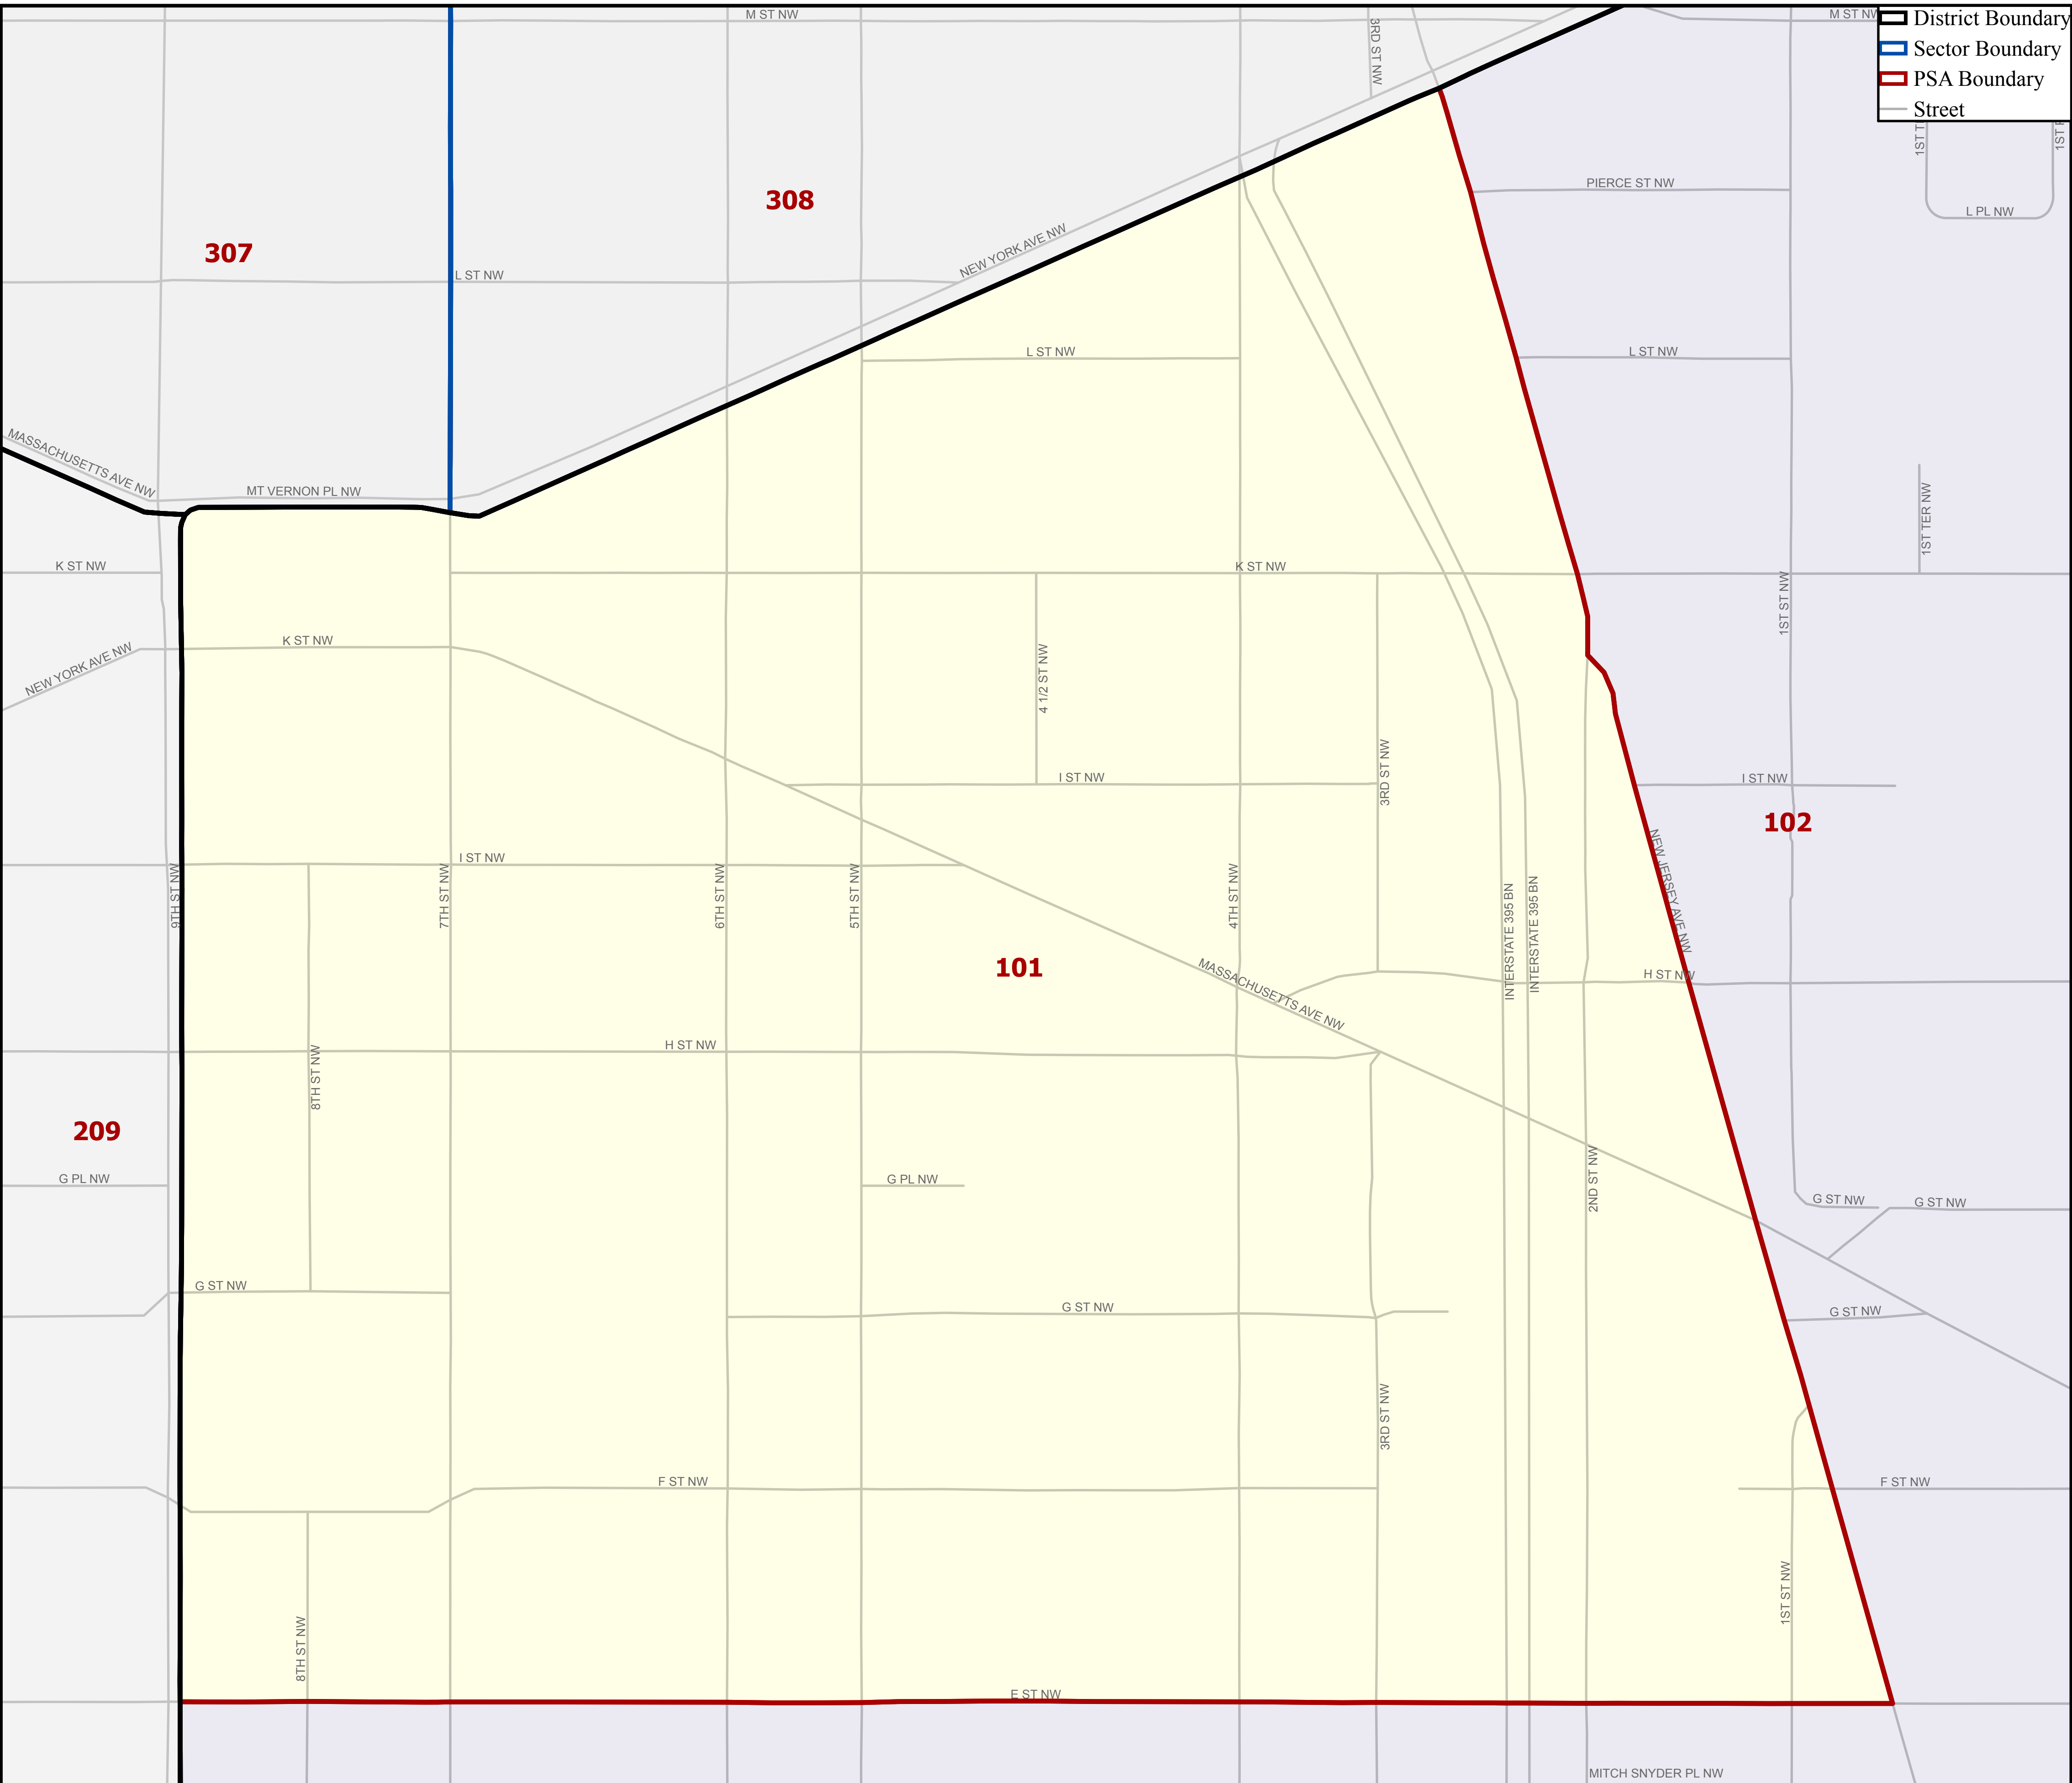 M ST NW
3RD ST NW
M ST NW
District Boundary
Sector Boundary
PSA Boundary
Street
PIERCE ST NW
L PL NW
308
307
NEW YORK AVE NW
L ST NW
L ST NW
L ST NW
MASSACHUSETTS AVE NW
MT VERNON PL NW
1ST TER NW
K ST NW
K ST NW
1ST ST NW
K ST NW
NEW YORK AVE NW
4 1/2 ST NW
I ST NW
3RD ST NW
I ST NW
102
I ST NW
9TH ST NW
7TH ST NW
6TH ST NW
5TH ST NW
4TH ST NW
INTERSTATE 395 BN
INTERSTATE 395 BN
NEW JERSEY AVE NW
101
MASSACHUSETTS AVE NW
H ST NW
H ST NW
8TH ST NW
209
G PL NW
G PL NW
2ND ST NW
G ST NW
G ST NW
G ST NW
G ST NW
G ST NW
3RD ST NW
F ST NW
F ST NW
1ST ST NW
8TH ST NW
E ST NW
MITCH SNYDER PL NW